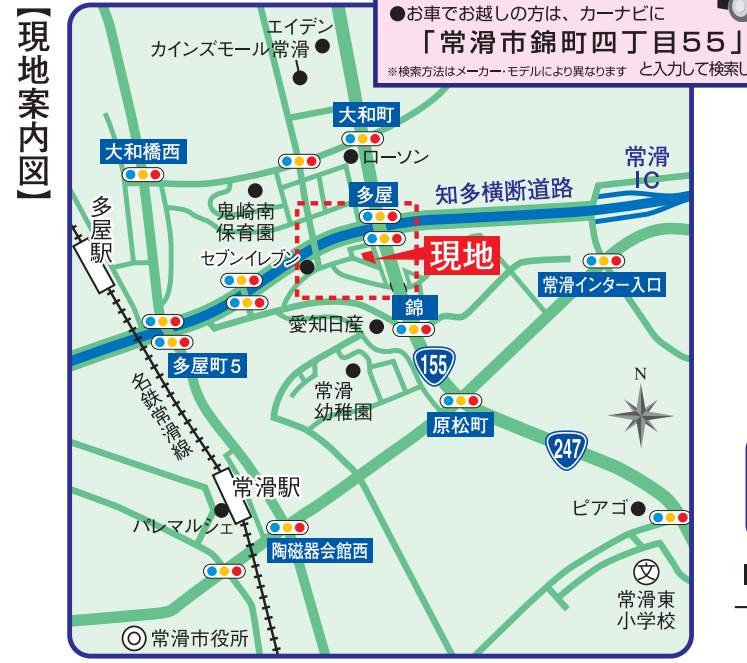 【現地案内図】
●お車でお越しの方は、カーナビに
「常滑市錦町四丁目55」
※検索方法はメーカー・モデルにより異なります と入力して検索し
エイデン
カインズモール常滑
大和町
ローソン
大和橋西
常滑
IC
知多横断道路
多屋
鬼崎南
保育園
多屋駅
セブンイレブン
現地
常滑インター入口
錦
愛知日産
多屋町5
155
名鉄常滑線
常滑
幼稚園
N
原松町
247
常滑駅
パレマルシェ
ピアゴ
陶磁器会館西
文
常滑東
小学校
常滑市役所